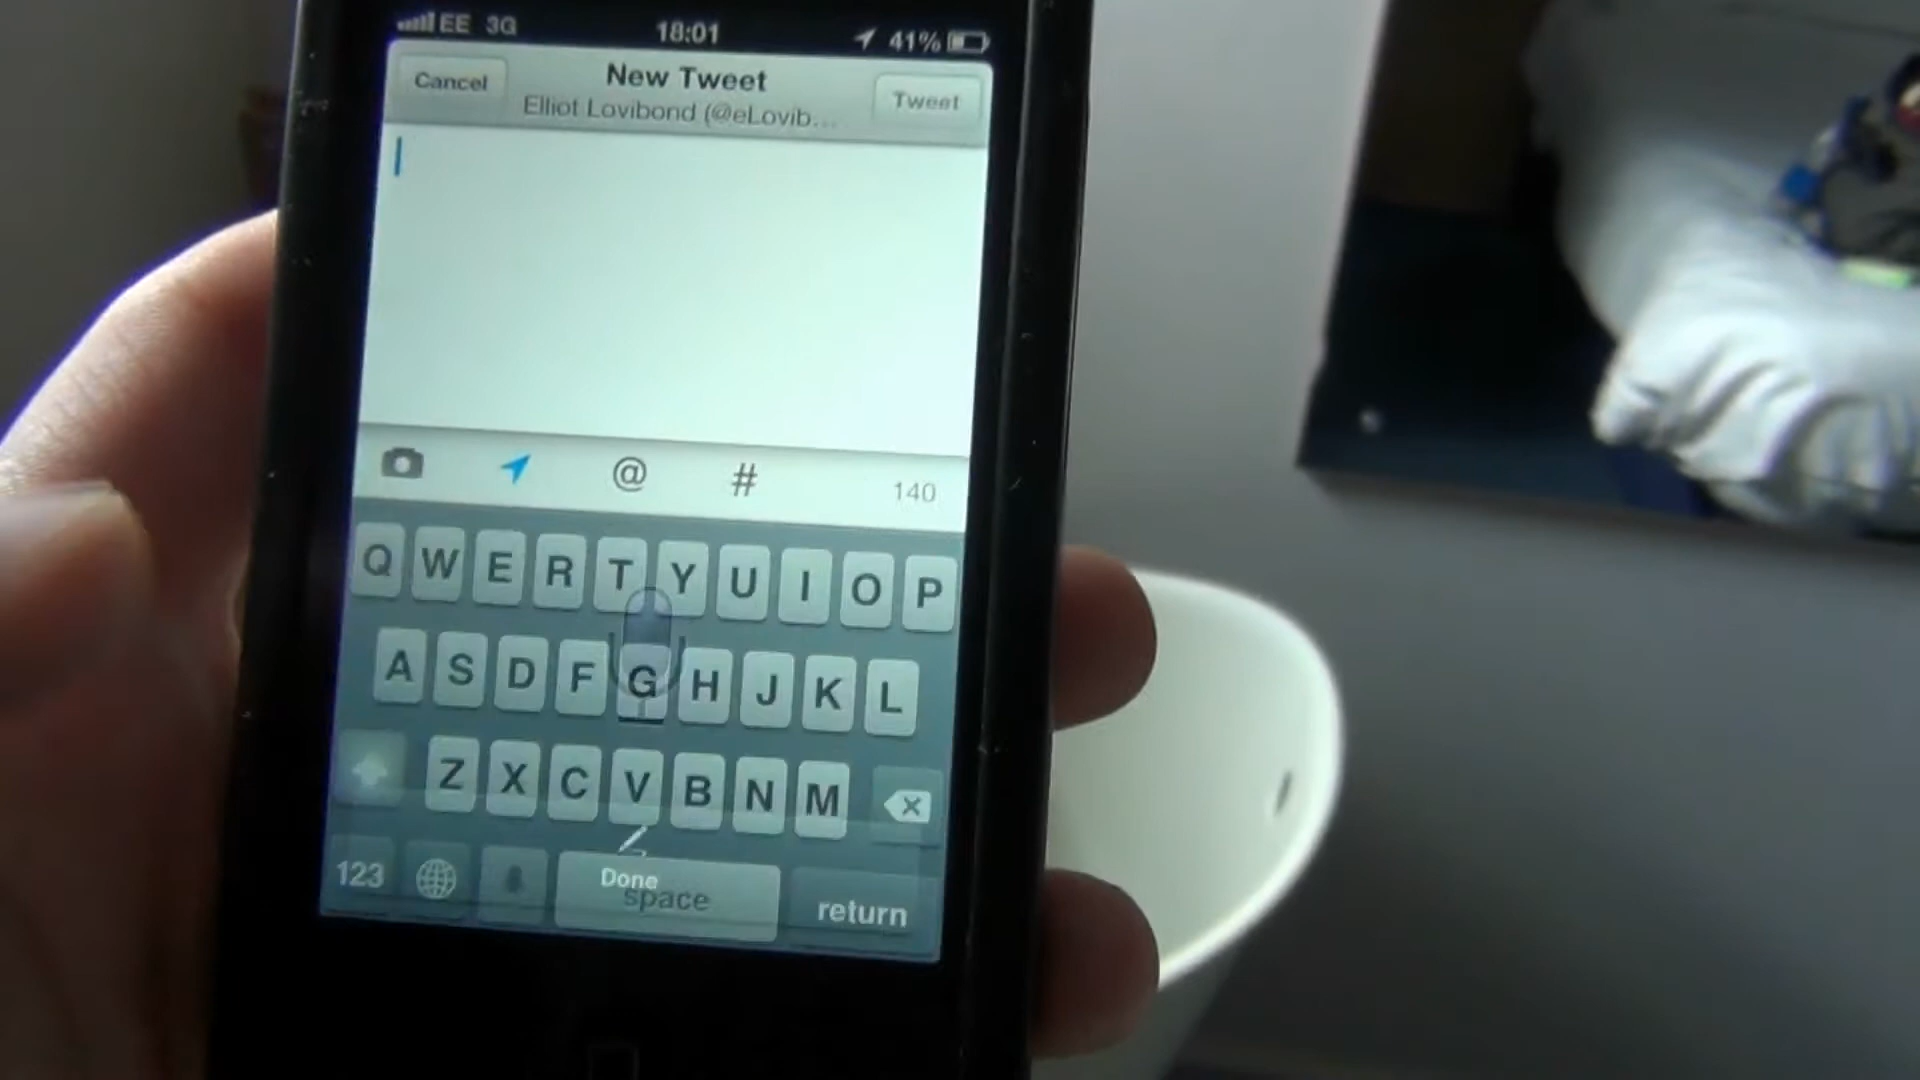 EE 3G 18:01 41%
Cancel New Tweet Tweet
Elliot Lovibond (@eLovib...
@ # 140
Q W E R T Y U I O P
A S D F G H J K L
Z X C V B N M
Done
123 space return